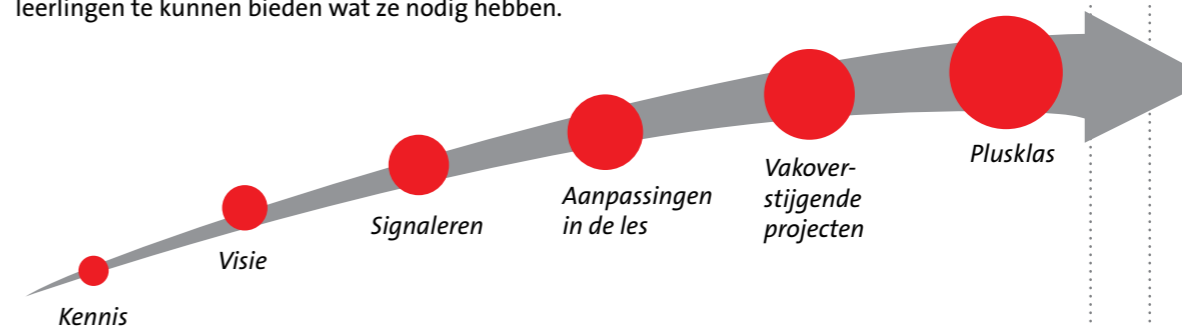 leerlingen te kunnen bieden wat ze nodig hebben.
Kennis
Visie
Signaleren
Aanpassingen
in de les
Vakover-
stijgende
projecten
Plusklas